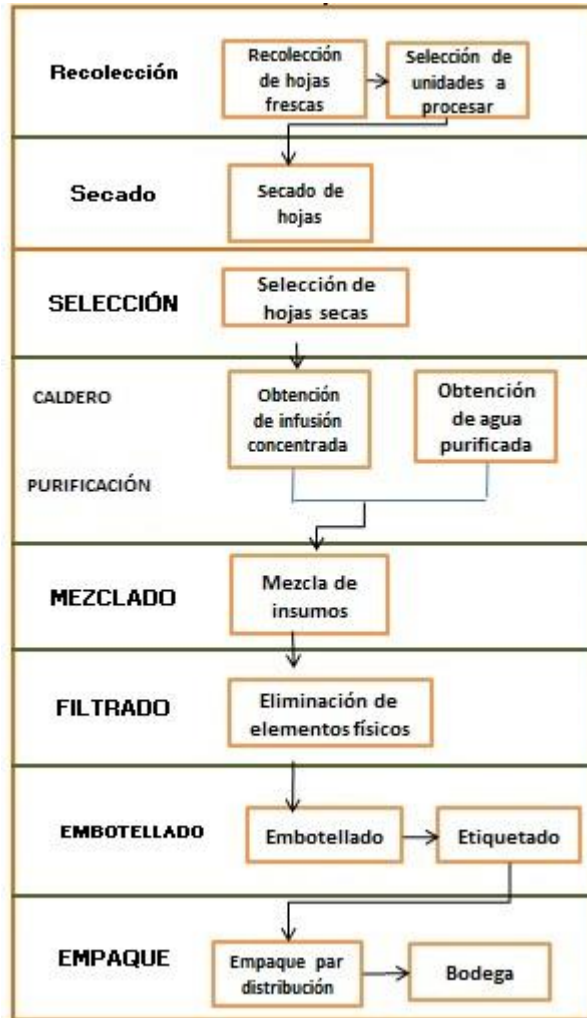 Recolección
Recolección
de hojas
frescas
Selección de
unidades a
procesar
Secado
Secado de
hojas
SELECCIÓN
Selección de
hojas secas
CALDERO
Obtención
de infusión
concentrada
Obtención
de agua
purificada
PURIFICACIÓN
MEZCLADO
Mezcla de
insumos
FILTRADO
Eliminación de
elementos físicos
EMBOTELLADO
Embotellado
Etiquetado
EMPAQUE
Empaque par
distribución
Bodega